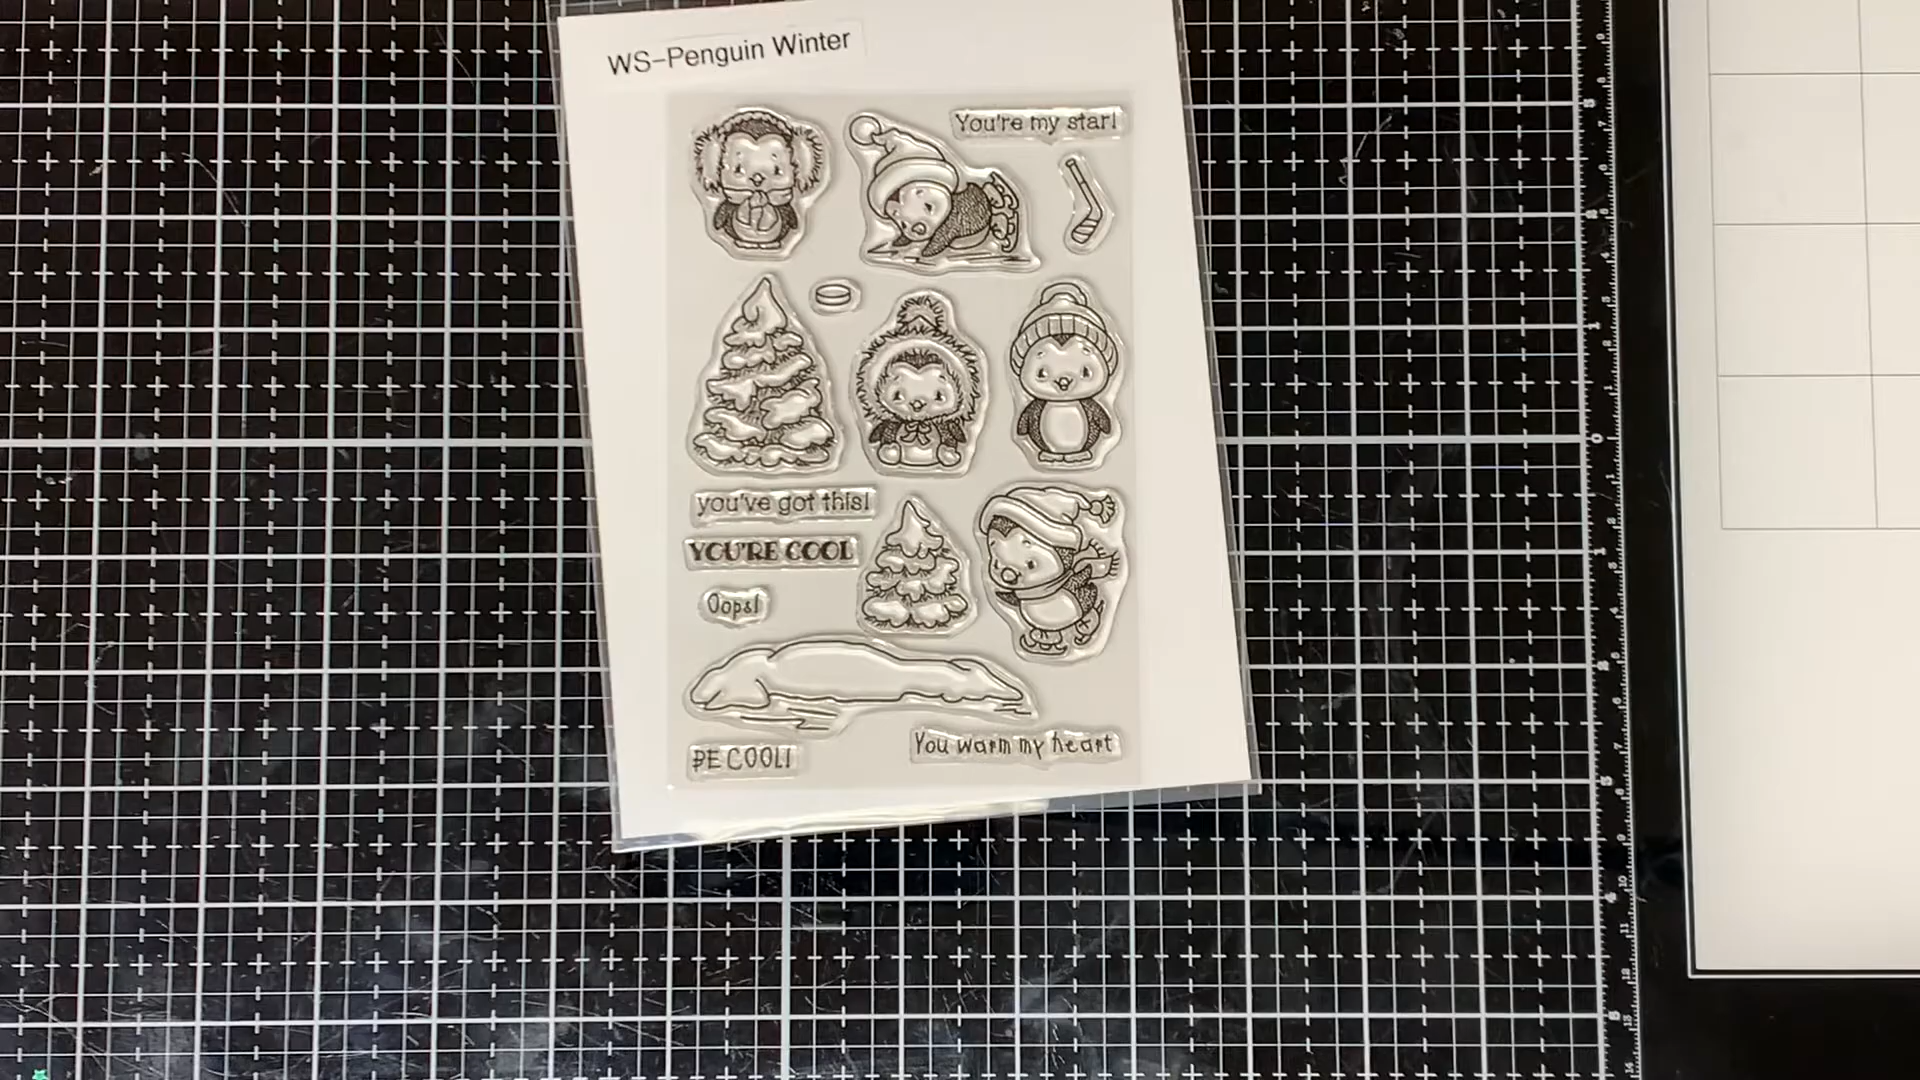 WS-Penguin Winter
You're my star!
you've got this!
YOU'RE COOL
Oops!
BE COOL!
You warm my heart